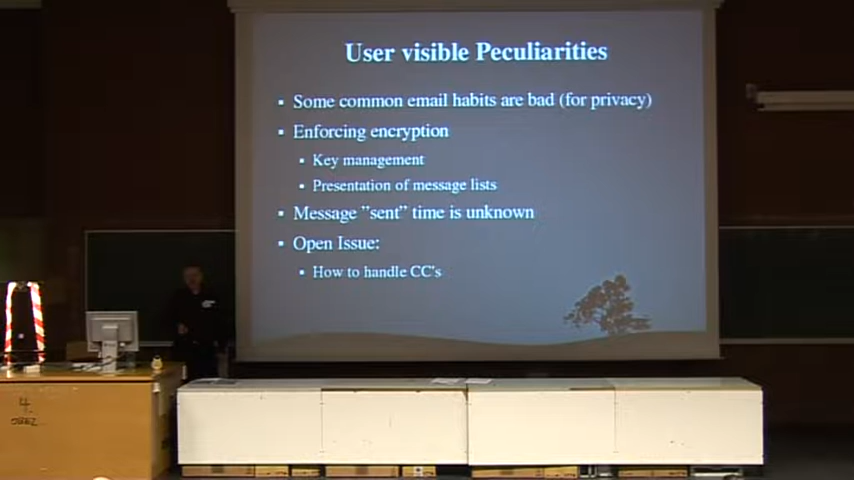 User visible Peculiarities
Some common email habits are bad (for privacy)
Enforcing encryption
Key management
Presentation of message lists
Message "sent" time is unknown
Open Issue:
How to handle CC's
4